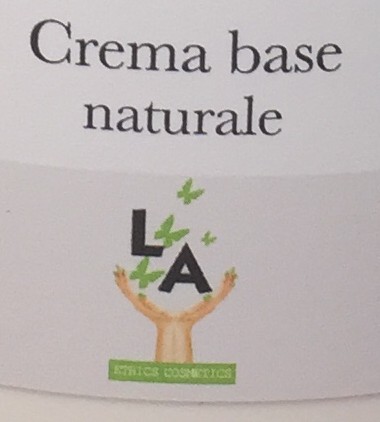 Crema base
naturale
LA
ETHICS COSMETICS